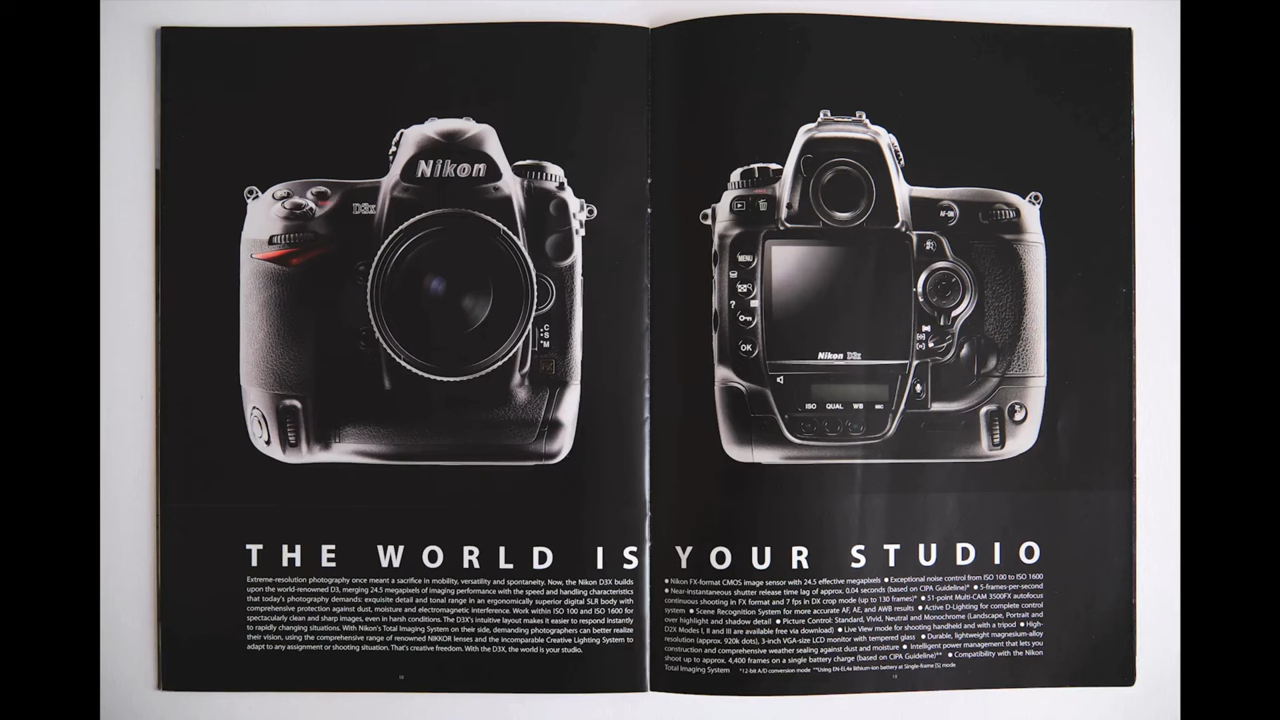 Nikon
D3x
C
S
M
MENU
?
OK
AF-ON
Nikon D3x
ISO QUAL WB MIC
THE WORLD IS YOUR STUDIO
Extreme-resolution photography once meant a sacrifice in mobility, versatility and spontaneity. Now, the Nikon D3X builds
upon the world-renowned D3, merging 24.5 megapixels of imaging performance with the speed and handling characteristics
that today's photography demands: exquisite detail and tonal range in an ergonomically superior digital SLR body with
comprehensive protection against dust, moisture and electromagnetic interference. Work within ISO 100 and ISO 1600 for
spectacularly clean and sharp images, even in harsh conditions. The D3X's intuitive layout makes it easier to respond instantly
to rapidly changing situations. With Nikon's Total Imaging System on their side, demanding photographers can better realize
their vision, using the comprehensive range of renowned NIKKOR lenses and the incomparable Creative Lighting System to
adapt to any assignment or shooting situation. That's creative freedom. With the D3X, the world is your studio.
● Nikon FX-format CMOS image sensor with 24.5 effective megapixels ● Exceptional noise control from ISO 100 to ISO 1600
● Near-instantaneous shutter release time lag of approx. 0.04 seconds (based on CIPA Guideline)* ● 5-frames-per-second
continuous shooting in FX format and 7 fps in DX crop mode (up to 130 frames)* ● 51-point Multi-CAM 3500FX autofocus
system ● Scene Recognition System for more accurate AF, AE, and AWB results ● Active D-Lighting for complete control
over highlight and shadow detail ● Picture Control: Standard, Vivid, Neutral and Monochrome (Landscape, Portrait and
D2X Modes I, II and III are available free via download) ● Live View mode for shooting handheld and with a tripod ● High-
resolution (approx. 920k dots), 3-inch VGA-size LCD monitor with tempered glass ● Durable, lightweight magnesium-alloy
construction and comprehensive weather sealing against dust and moisture ● Intelligent power management that lets you
shoot up to approx. 4,400 frames on a single battery charge (based on CIPA Guideline)** ● Compatibility with the Nikon
Total Imaging System *12-bit A/D conversion mode **Using EN-EL4a lithium-ion battery at Single-frame [S] mode